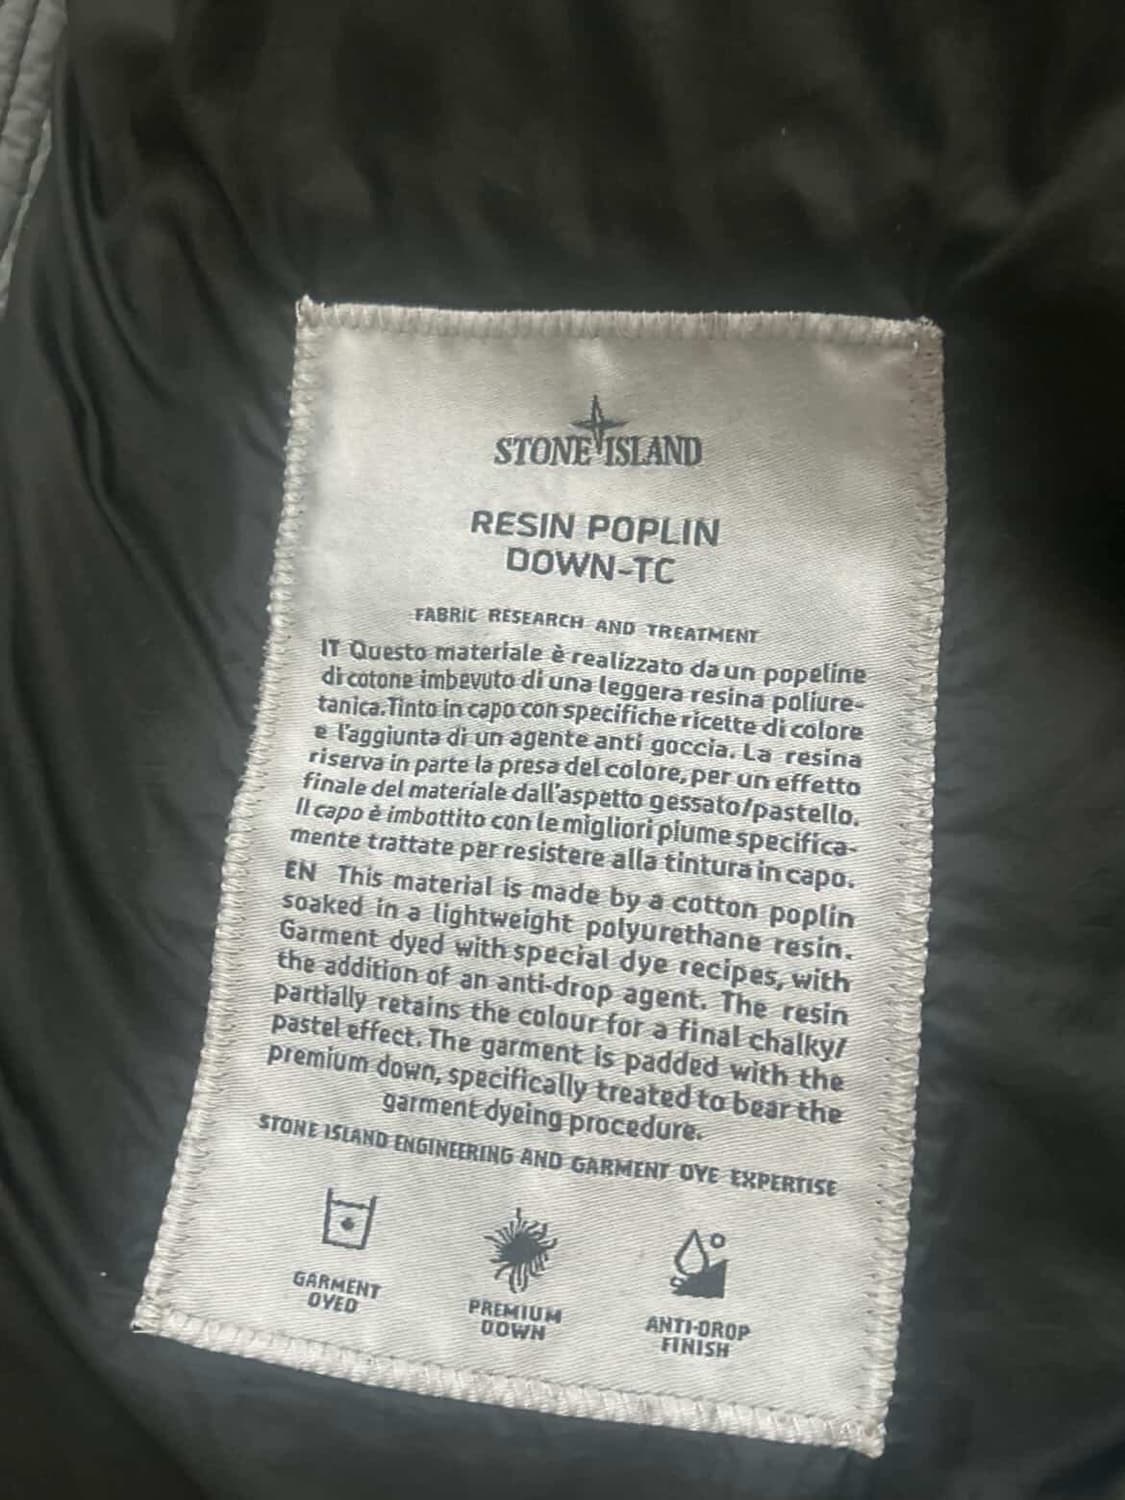 STONE ISLAND
RESIN POPLIN
DOWN-TC
FABRIC RESEARCH AND TREATMENT
IT Questo materiale è realizzato da un popeline
di cotone imbevuto di una leggera resina poliure-
tanica. Tinto in capo con specifiche ricette di colore
e l'aggiunta di un agente anti goccia. La resina
riserva in parte la presa del colore, per un effetto
finale del materiale dall'aspetto gessato/pastello.
Il capo è imbottito con le migliori piume specifica-
mente trattate per resistere alla tintura in capo.
EN This material is made by a cotton poplin
soaked in a lightweight polyurethane resin.
Garment dyed with special dye recipes, with
the addition of an anti-drop agent. The resin
partially retains the colour for a final chalky/
pastel effect. The garment is padded with the
premium down, specifically treated to bear the
garment dyeing procedure.
STONE ISLAND ENGINEERING AND GARMENT DYE EXPERTISE
GARMENT
DYED
PREMIUM
DOWN
ANTI-DROP
FINISH